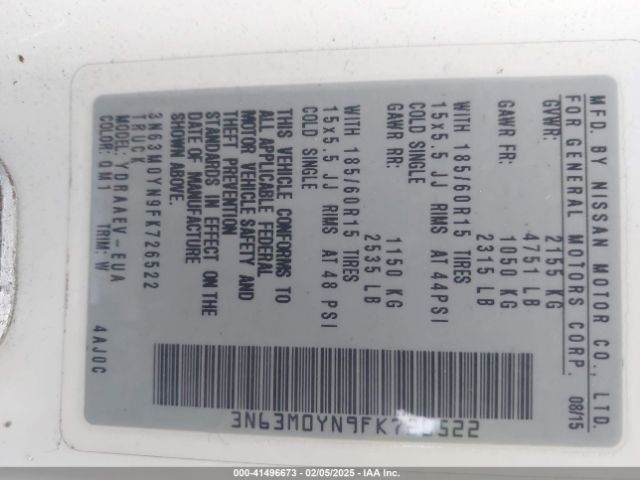 MFD. BY NISSAN MOTOR CO., LTD.
FOR GENERAL MOTORS CORP. 08/15
GVWR: 2155 KG
4751 LB
GAWR FR: 1050 KG
2315 LB
WITH 185/60R15 TIRES
15x5.5 JJ RIMS AT 44PSI
COLD SINGLE
GAWR RR: 1150 KG
2535 LB
WITH 185/60R15 TIRES
15x5.5 JJ RIMS AT 48 PSI
COLD SINGLE
THIS VEHICLE CONFORMS TO
ALL APPLICABLE FEDERAL
MOTOR VEHICLE SAFETY AND
THEFT PREVENTION
STANDARDS IN EFFECT ON THE
DATE OF MANUFACTURE
SHOWN ABOVE.
3N63M0YN9FK726522
TRUCK
MODEL: YDRAAEV-EUA
COLOR: QM1 TRIM: W 4AJ0C
3N63M0YN9FK726522
000-41496673 - 02/05/2025 - IAAI.COM